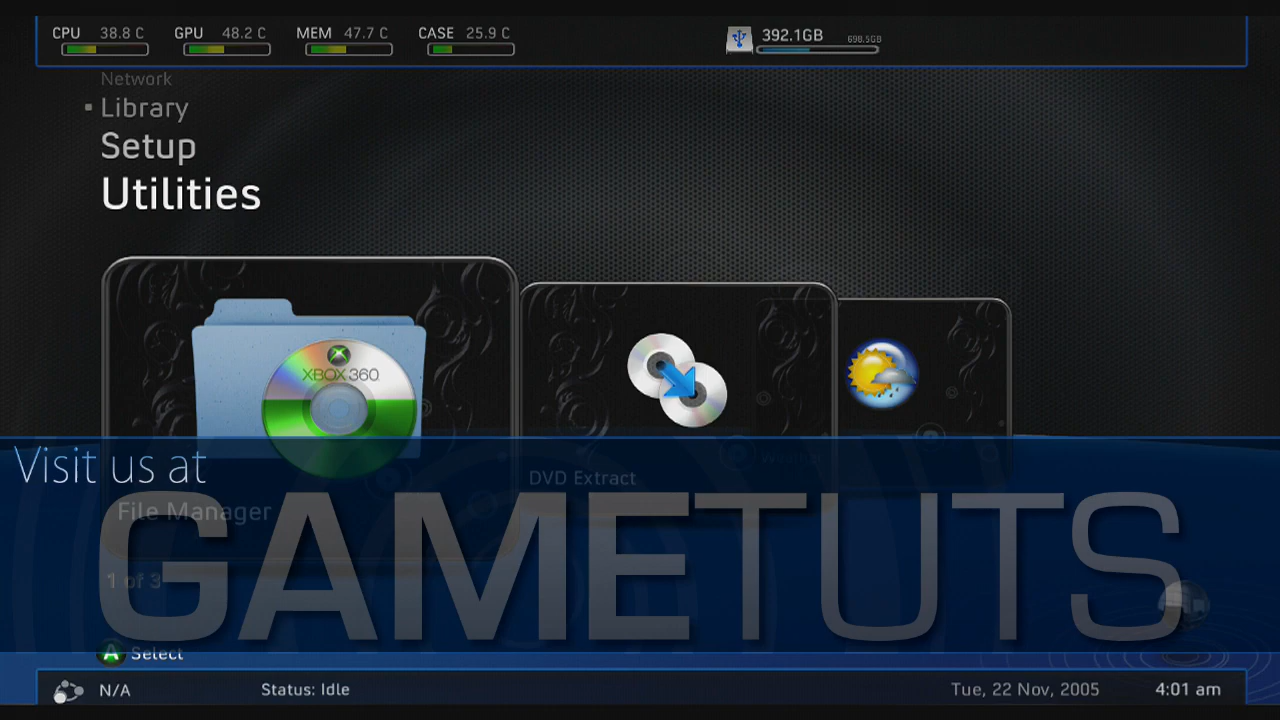 CPU 38.8 C GPU 48.2 C MEM 47.7 C CASE 25.9 C 392.1GB 698.5GB
Network
Library
Setup
Utilities
XBOX 360
Visit us at
Weather
DVD Extract
File Manager
GAMETUTS
1 of 3
A Select
N/A Status: Idle Tue, 22 Nov, 2005 4:01 am